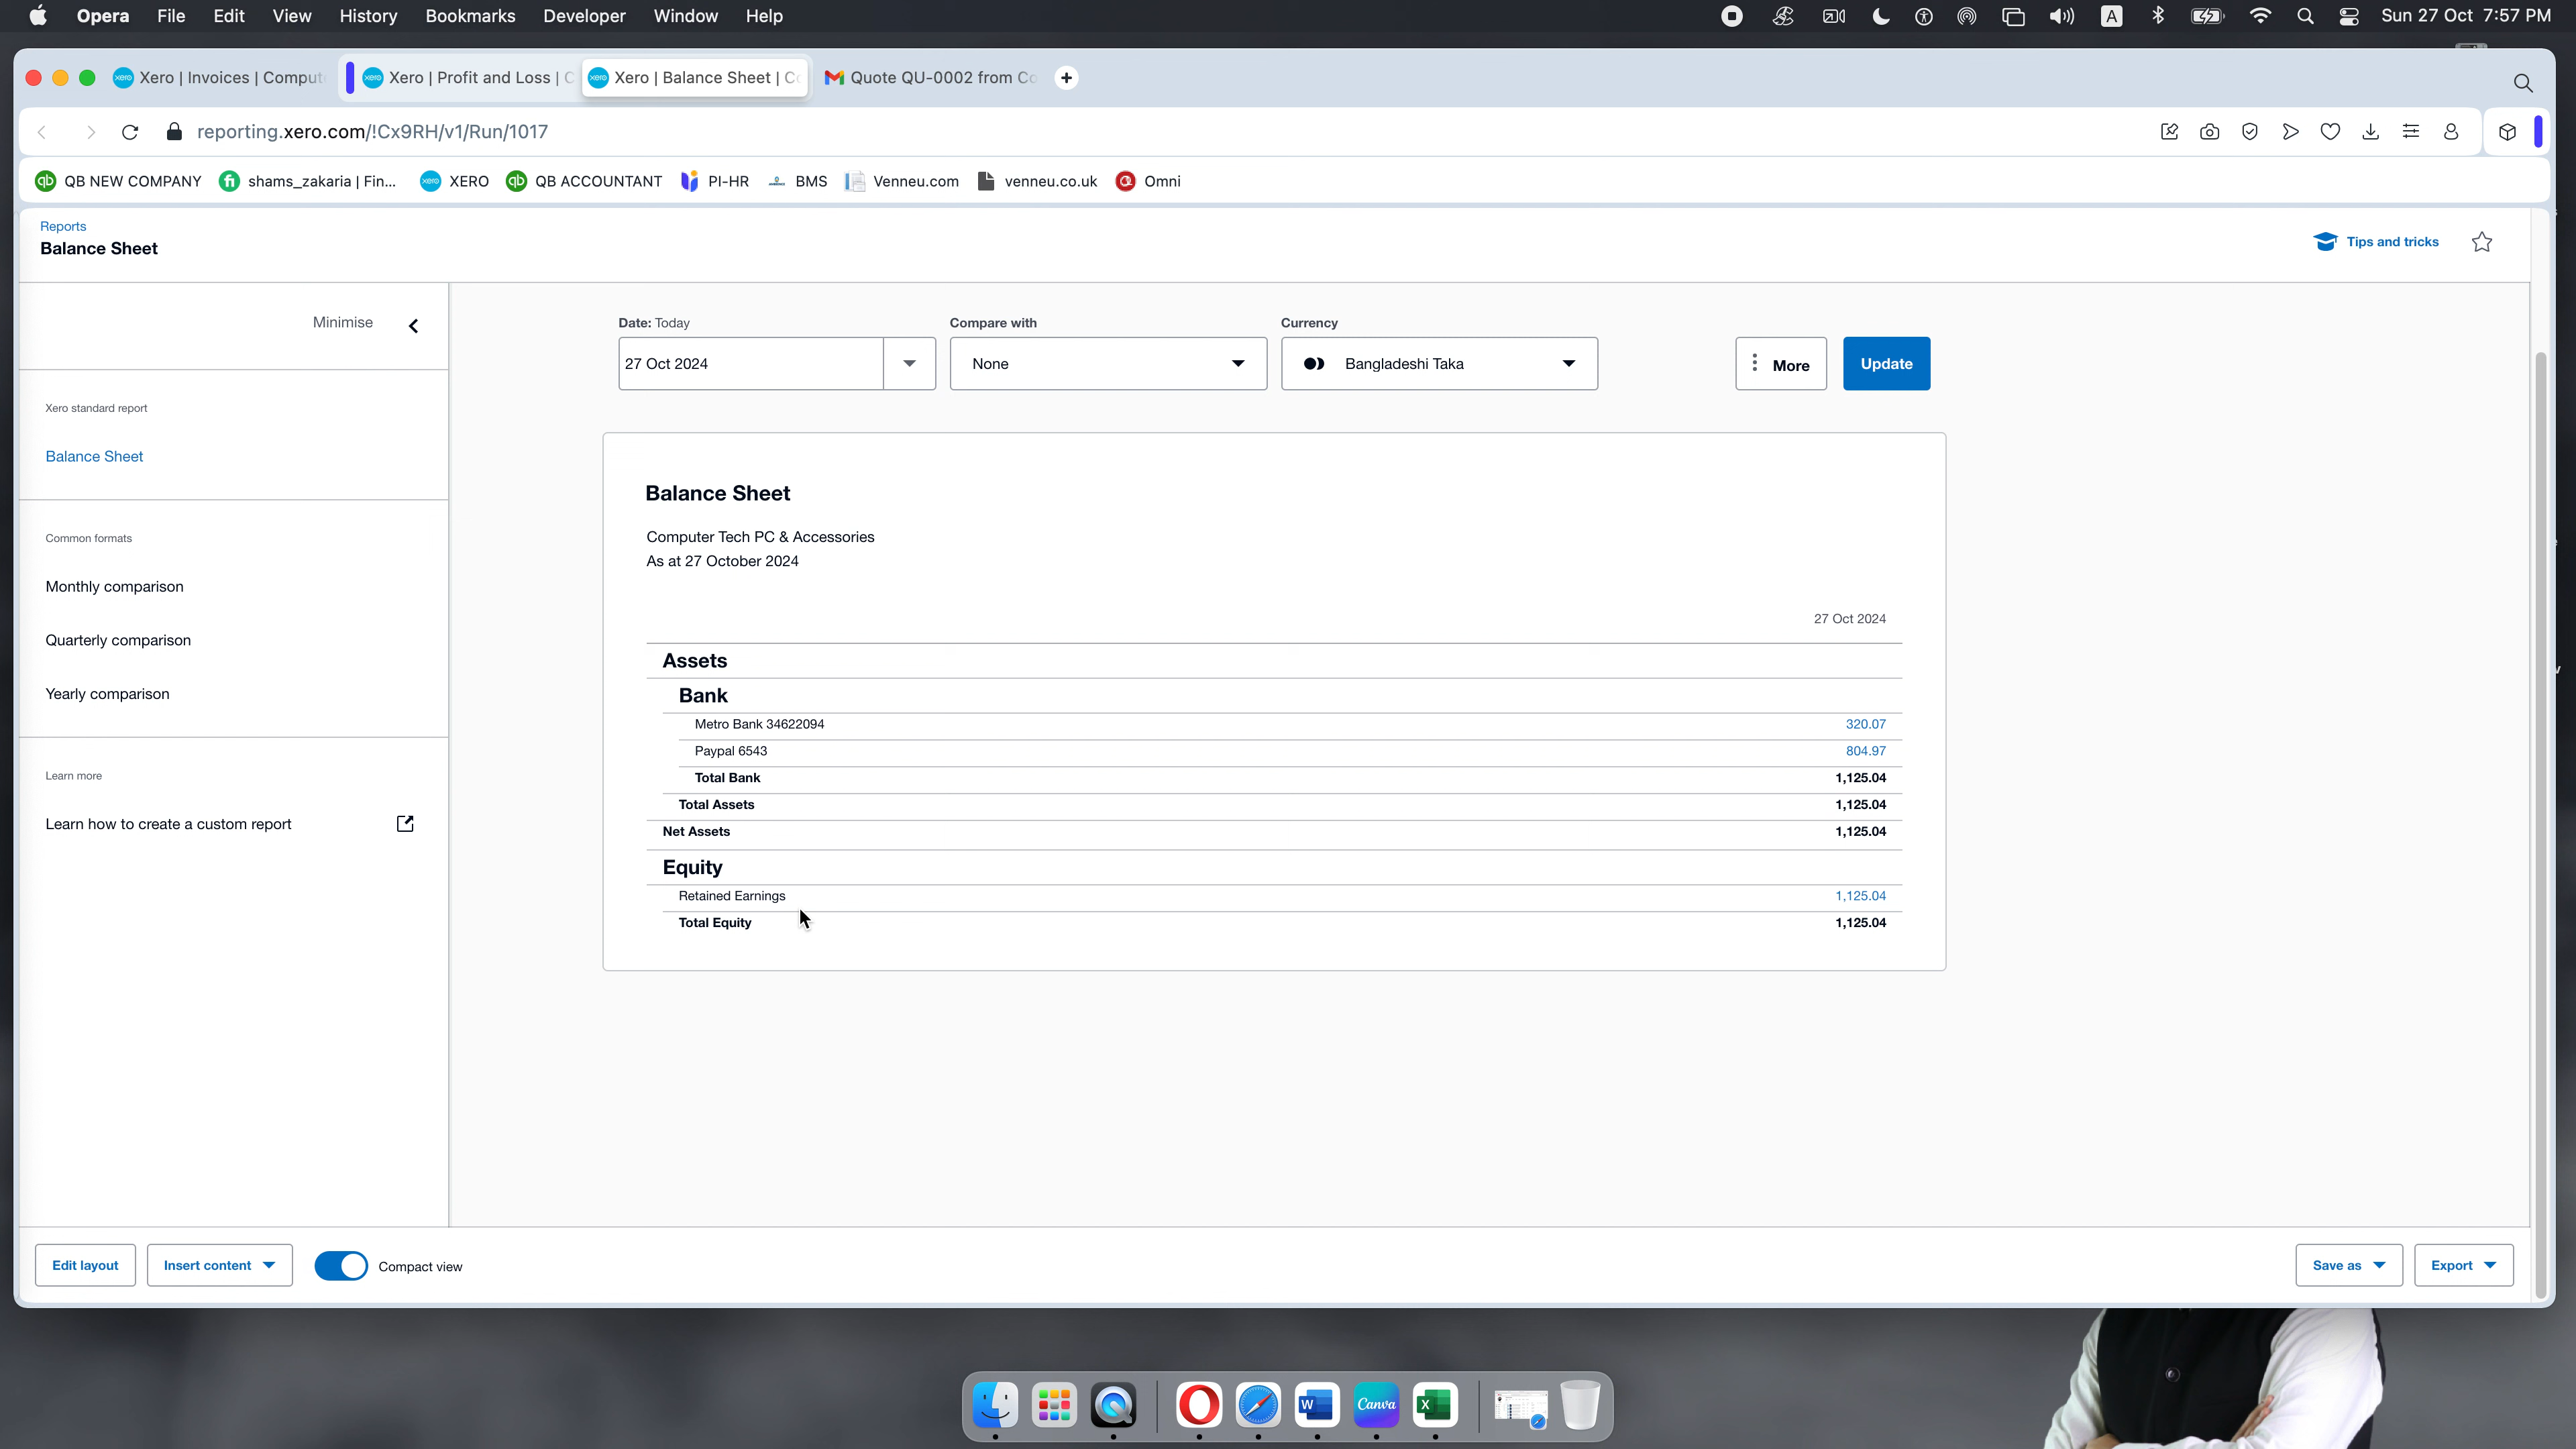 Opera File Edit View History Bookmarks Developer Window Help
A Sun 27 Oct 7:57 PM
Xero | Invoices | Comput Xero | Profit and Loss | C Xero | Balance Sheet | Co Quote QU-0002 from Co
reporting.xero.com/!Cx9RH/v1/Run/1017
QB NEW COMPANY shams_zakaria | Fin... XERO QB ACCOUNTANT PI-HR BMS Venneu.com venneu.co.uk Omni
Reports
Balance Sheet
Tips and tricks
Minimise
Xero standard report
Balance Sheet
Common formats
Monthly comparison
Quarterly comparison
Yearly comparison
Learn more
Learn how to create a custom report
Date: Today Compare with Currency
27 Oct 2024 None Bangladeshi Taka More Update
Balance Sheet
Computer Tech PC & Accessories
As at 27 October 2024
27 Oct 2024
Assets
Bank
Metro Bank 34622094 320.07
Paypal 6543 804.97
Total Bank 1,125.04
Total Assets 1,125.04
Net Assets 1,125.04
Equity
Retained Earnings 1,125.04
Total Equity 1,125.04
Edit layout Insert content Compact view Save as Export
Canva